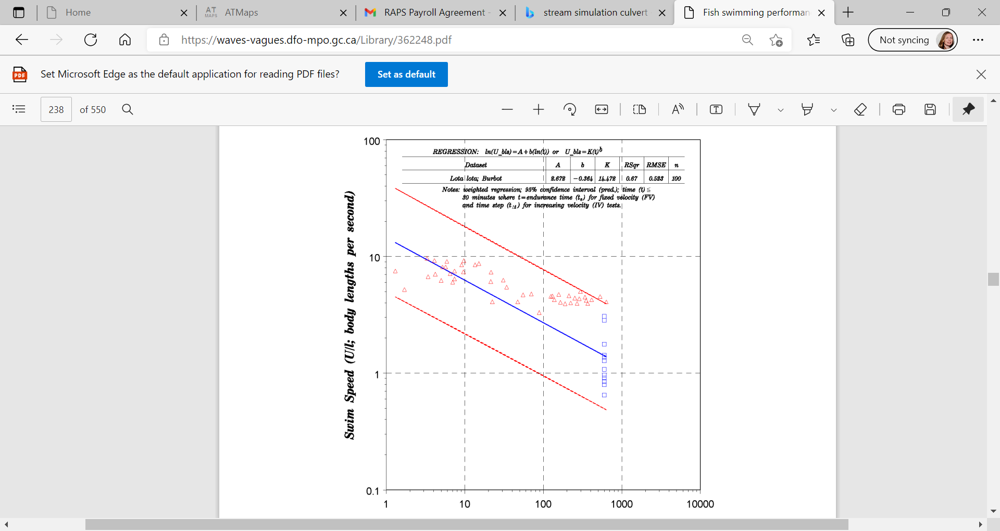 Home
AT MAPS ATMaps
RAPS Payroll Agreement -
stream simulation culvert
Fish swimming performan
https://waves-vagues.dfo-mpo.gc.ca/Library/362248.pdf
Not syncing
PDF Set Microsoft Edge as the default application for reading PDF files? Set as default
238 of 550
REGRESSION: ln(U_bls)=A+b(ln(t)) or U_bls=K(t)^b
Dataset A b K RSqr RMSE n
Lota lota; Burbot 2.672 -0.364 14.472 0.67 0.523 100
Notes: weighted regression; 95% confidence interval (pred.); time (t) ≦
30 minutes where t=endurance time (tₑ) for fixed velocity (FV)
and time step (t_Δt) for increasing velocity (IV) tests.
Swim Speed (U/l; body lengths per second)
100
10
1
0.1
1 10 100 1000 10000